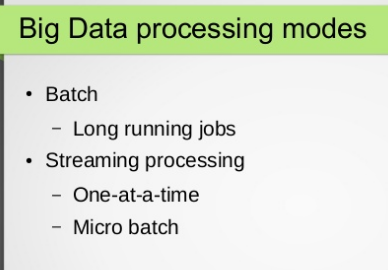 Big Data processing modes
• Batch
– Long running jobs
• Streaming processing
– One-at-a-time
– Micro batch